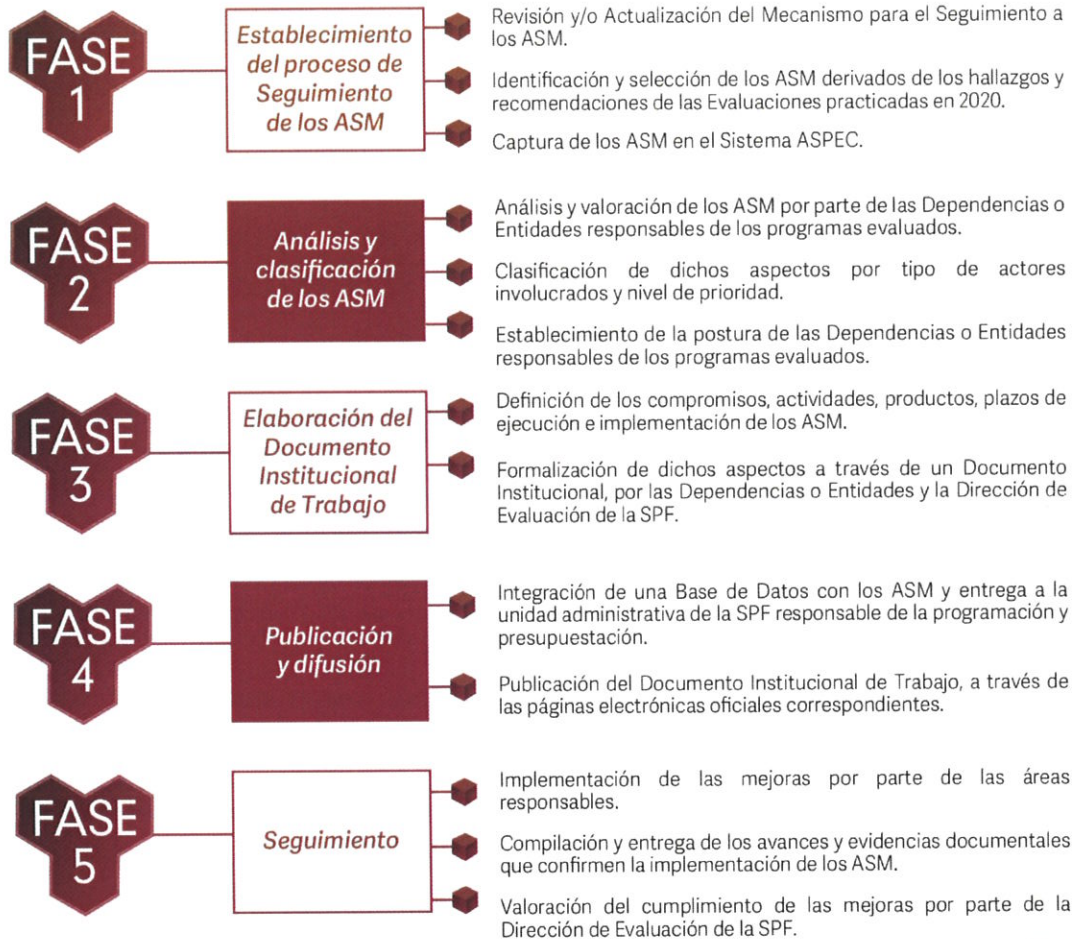 FASE
1
Establecimiento
del proceso de
Seguimiento
de los ASM
Revisión y/o Actualización del Mecanismo para el Seguimiento a
los ASM.
Identificación y selección de los ASM derivados de los hallazgos y
recomendaciones de las Evaluaciones practicadas en 2020.
Captura de los ASM en el Sistema ASPEC.
FASE
2
Análisis y
clasificación
de los ASM
Análisis y valoración de los ASM por parte de las Dependencias o
Entidades responsables de los programas evaluados.
Clasificación de dichos aspectos por tipo de actores
involucrados y nivel de prioridad.
Establecimiento de la postura de las Dependencias o Entidades
responsables de los programas evaluados.
FASE
3
Elaboración del
Documento
Institucional
de Trabajo
Definición de los compromisos, actividades, productos, plazos de
ejecución e implementación de los ASM.
Formalización de dichos aspectos a través de un Documento
Institucional, por las Dependencias o Entidades y la Dirección de
Evaluación de la SPF.
FASE
4
Publicación
y difusión
Integración de una Base de Datos con los ASM y entrega a la
unidad administrativa de la SPF responsable de la programación y
presupuestación.
Publicación del Documento Institucional de Trabajo, a través de
las páginas electrónicas oficiales correspondientes.
FASE
5
Seguimiento
Implementación de las mejoras por parte de las áreas
responsables.
Compilación y entrega de los avances y evidencias documentales
que confirmen la implementación de los ASM.
Valoración del cumplimiento de las mejoras por parte de la
Dirección de Evaluación de la SPF.